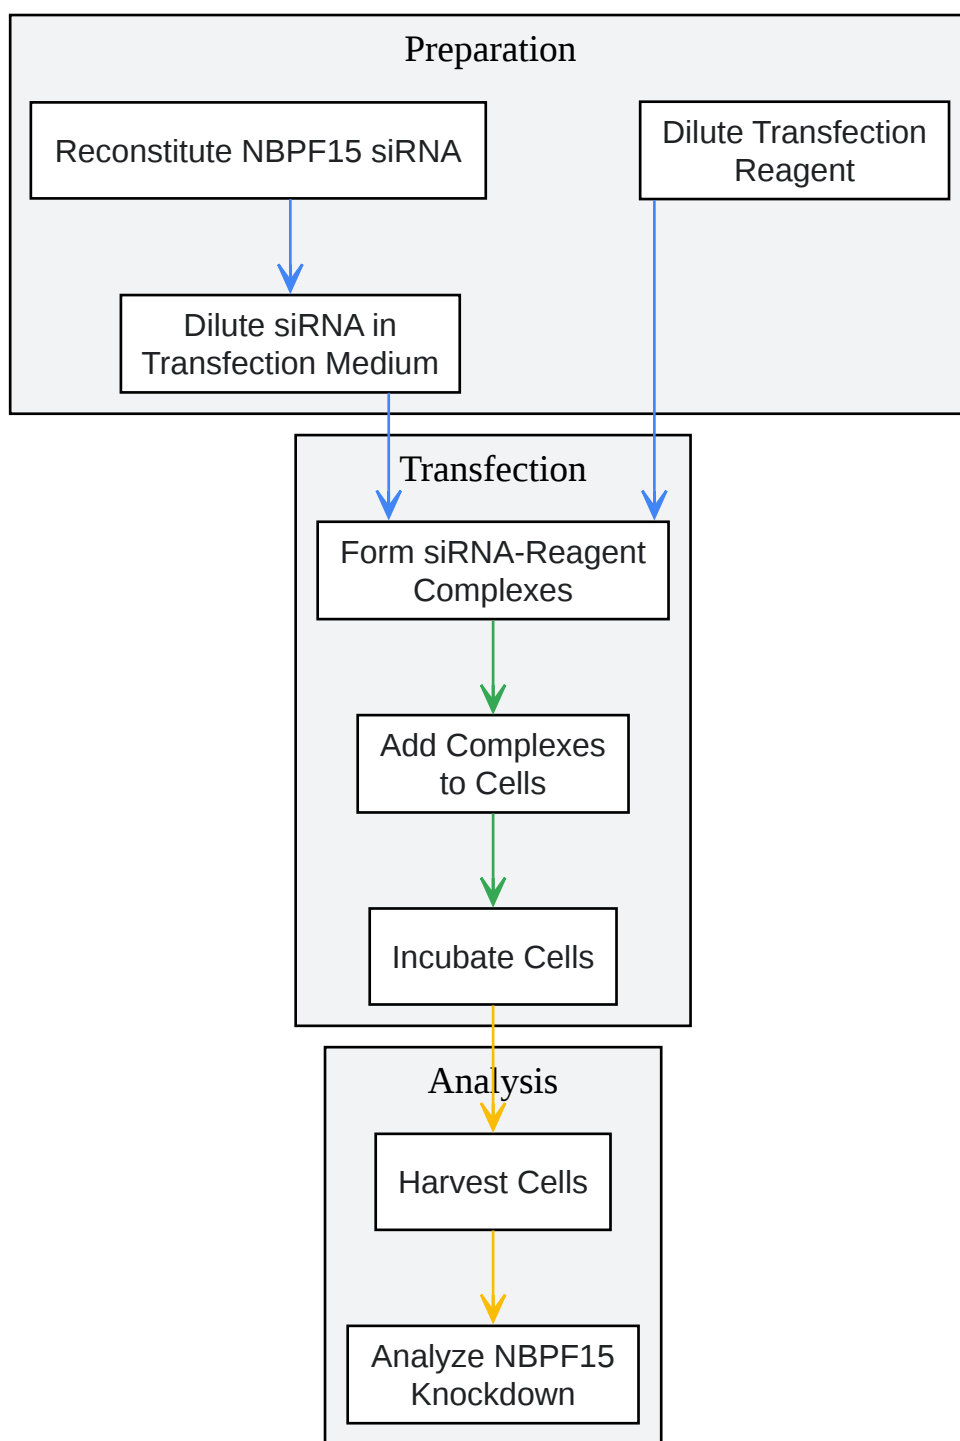 Preparation
Reconstitute NBPF15 siRNA
Dilute Transfection
Reagent
Dilute siRNA in
Transfection Medium
Transfection
Form siRNA-Reagent
Complexes
Add Complexes
to Cells
Incubate Cells
Analysis
Harvest Cells
Analyze NBPF15
Knockdown